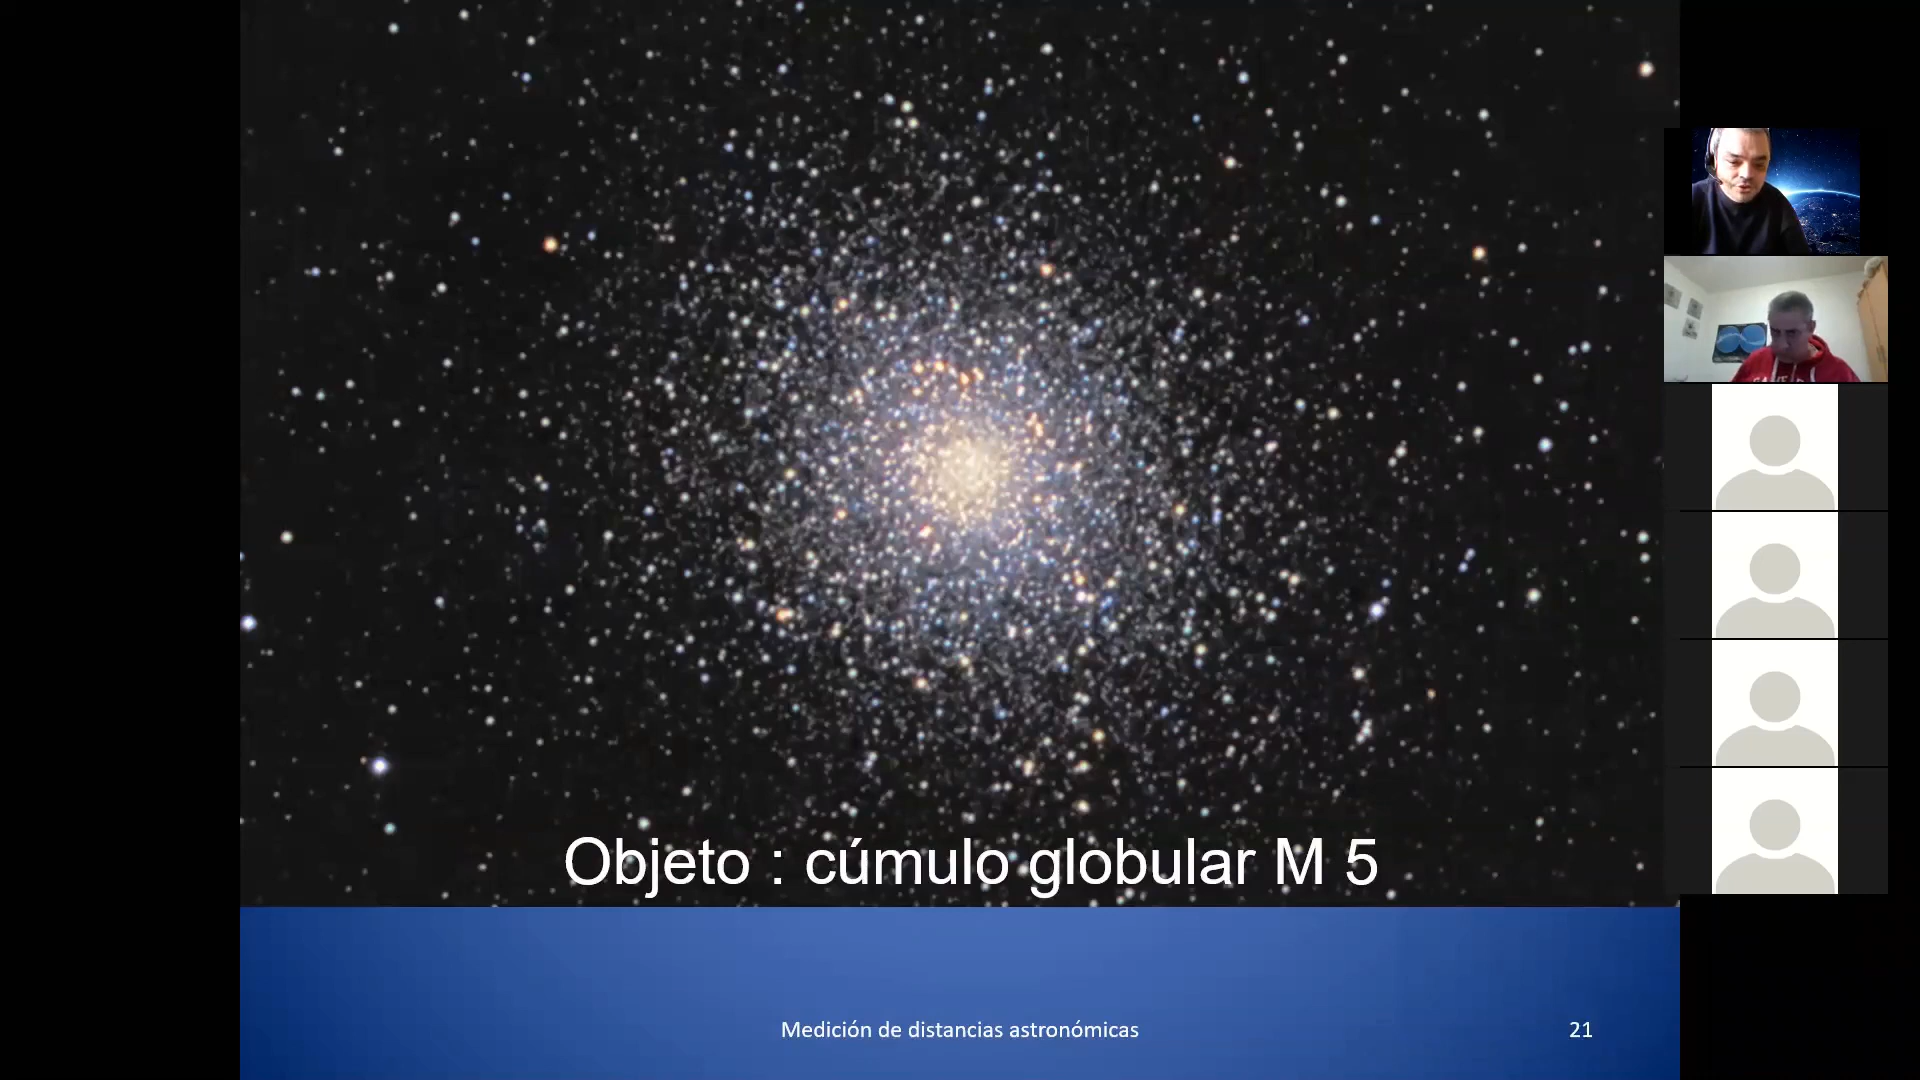 Objeto : cúmulo globular M 5
Medición de distancias astronómicas
21